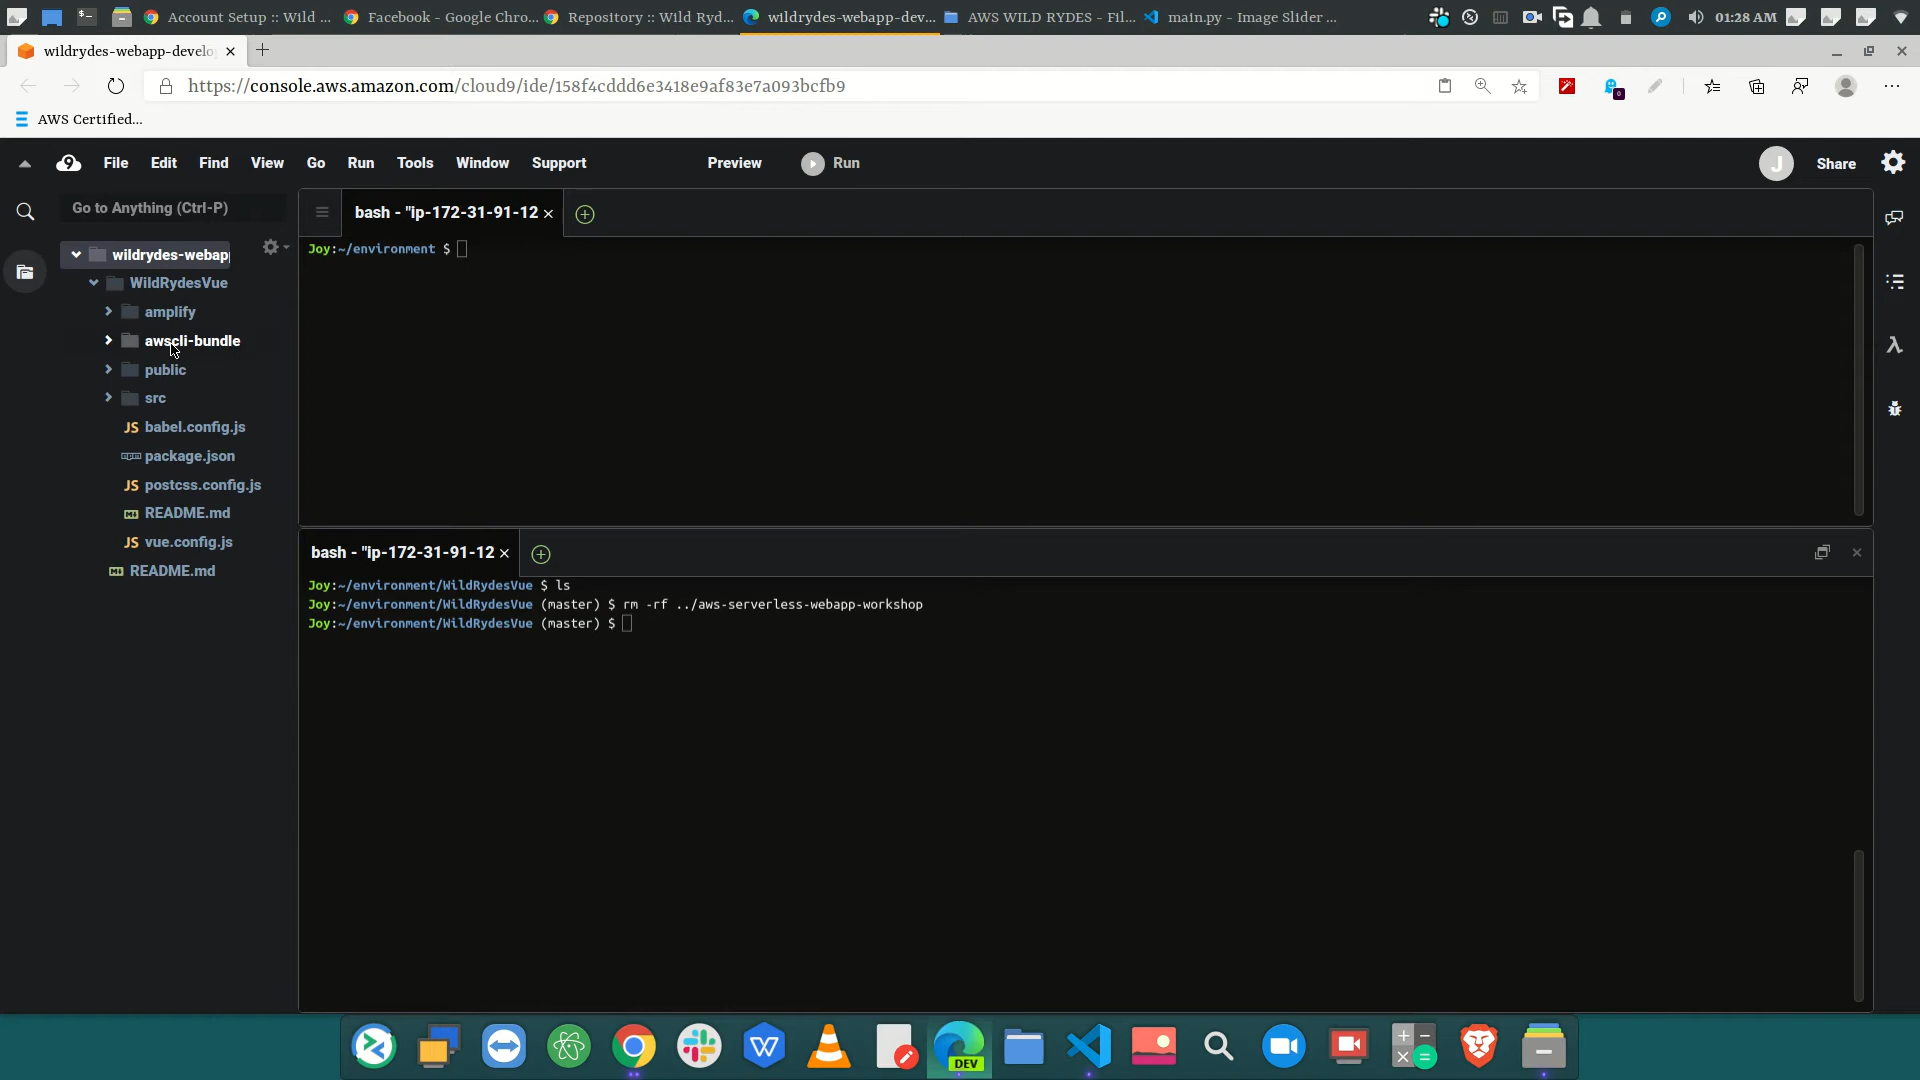 Account Setup :: Wild ...
Facebook - Google Chro...
Repository :: Wild Ryd...
wildrydes-webapp-dev...
AWS WILD RYDES - Fil...
main.py - Image Slider ...
01:28 AM
wildrydes-webapp-develo
https://console.aws.amazon.com/cloud9/ide/158f4cddd6e3418e9af83e7a093bcfb9
0
AWS Certified...
9 File Edit Find View Go Run Tools Window Support Preview Run J Share
Go to Anything (Ctrl-P)
bash - "ip-172-31-91-12
Joy:~/environment $
wildrydes-webap
WildRydesVue
amplify
awscli-bundle
public
src
JS babel.config.js
package.json
JS postcss.config.js
README.md
JS vue.config.js
README.md
bash - "ip-172-31-91-12
Joy:~/environment/WildRydesVue $ ls
Joy:~/environment/WildRydesVue (master) $ rm -rf ../aws-serverless-webapp-workshop
Joy:~/environment/WildRydesVue (master) $
DEV